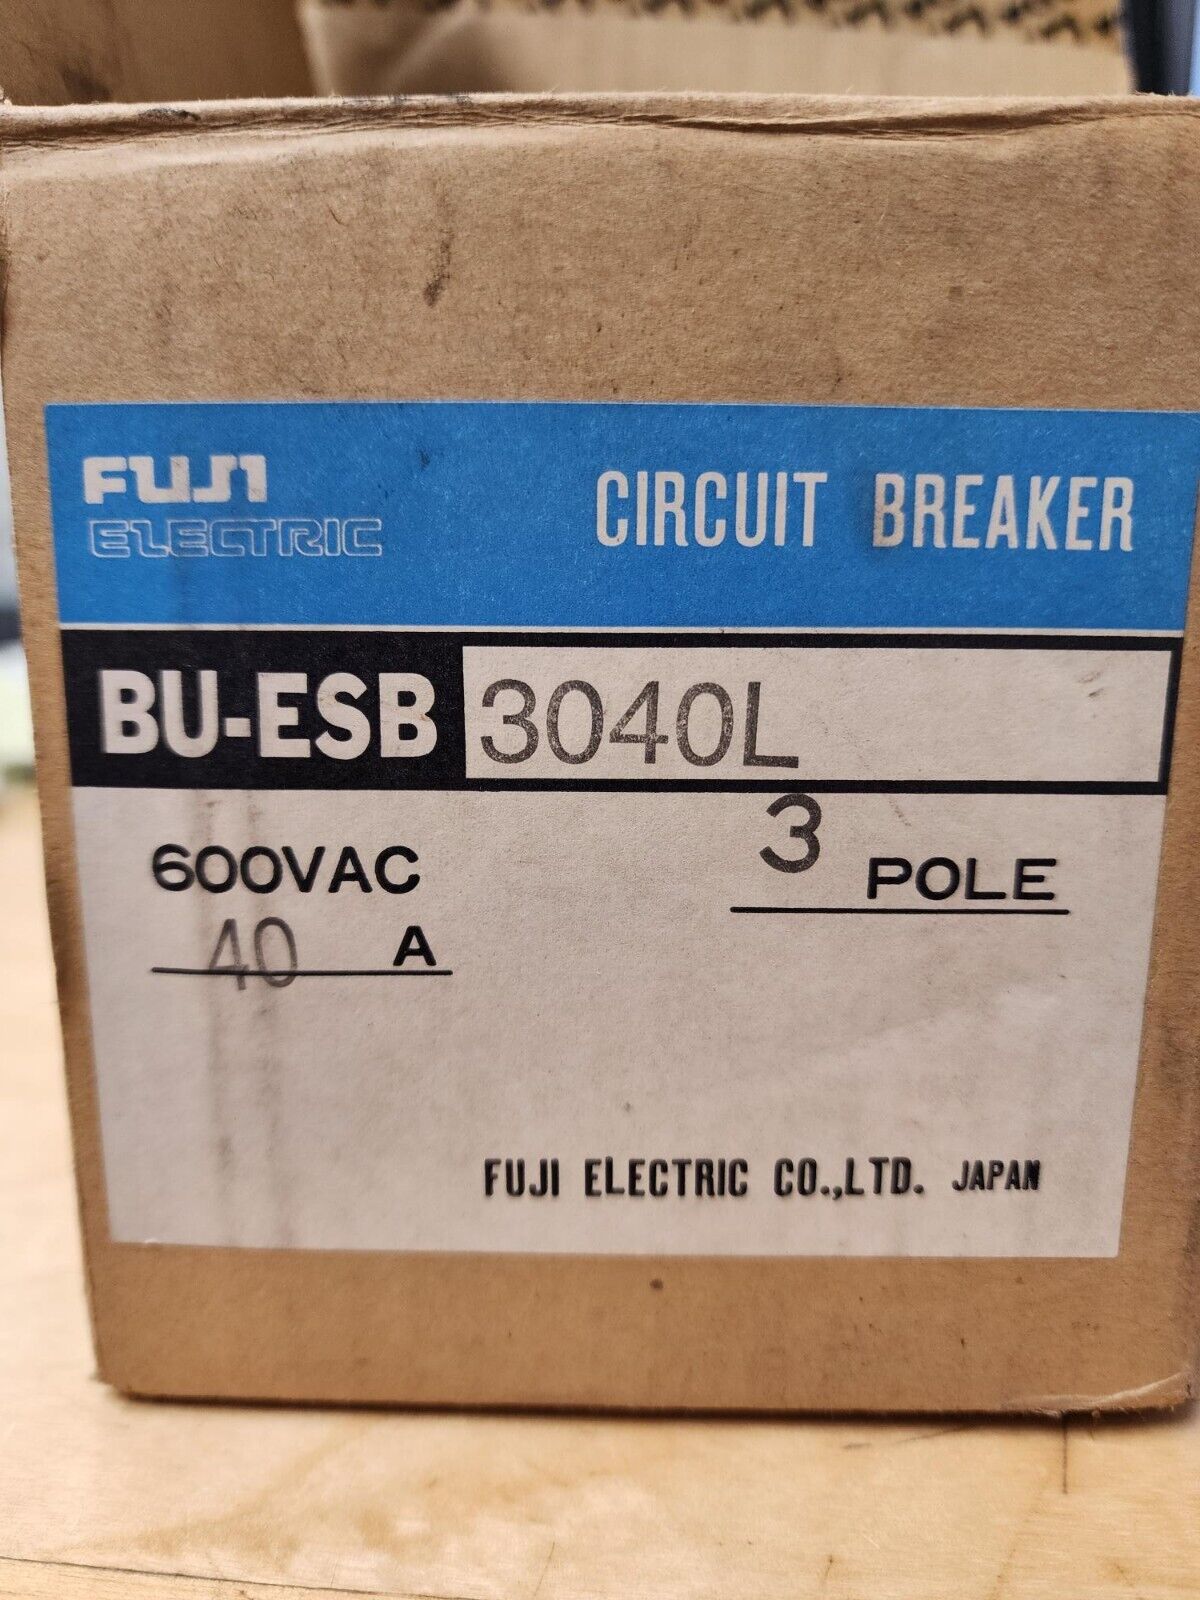 FUJI
ELECTRIC
CIRCUIT BREAKER
BU-ESB 3040L
600VAC
3 POLE
40 A
FUJI ELECTRIC CO.,LTD. JAPAN